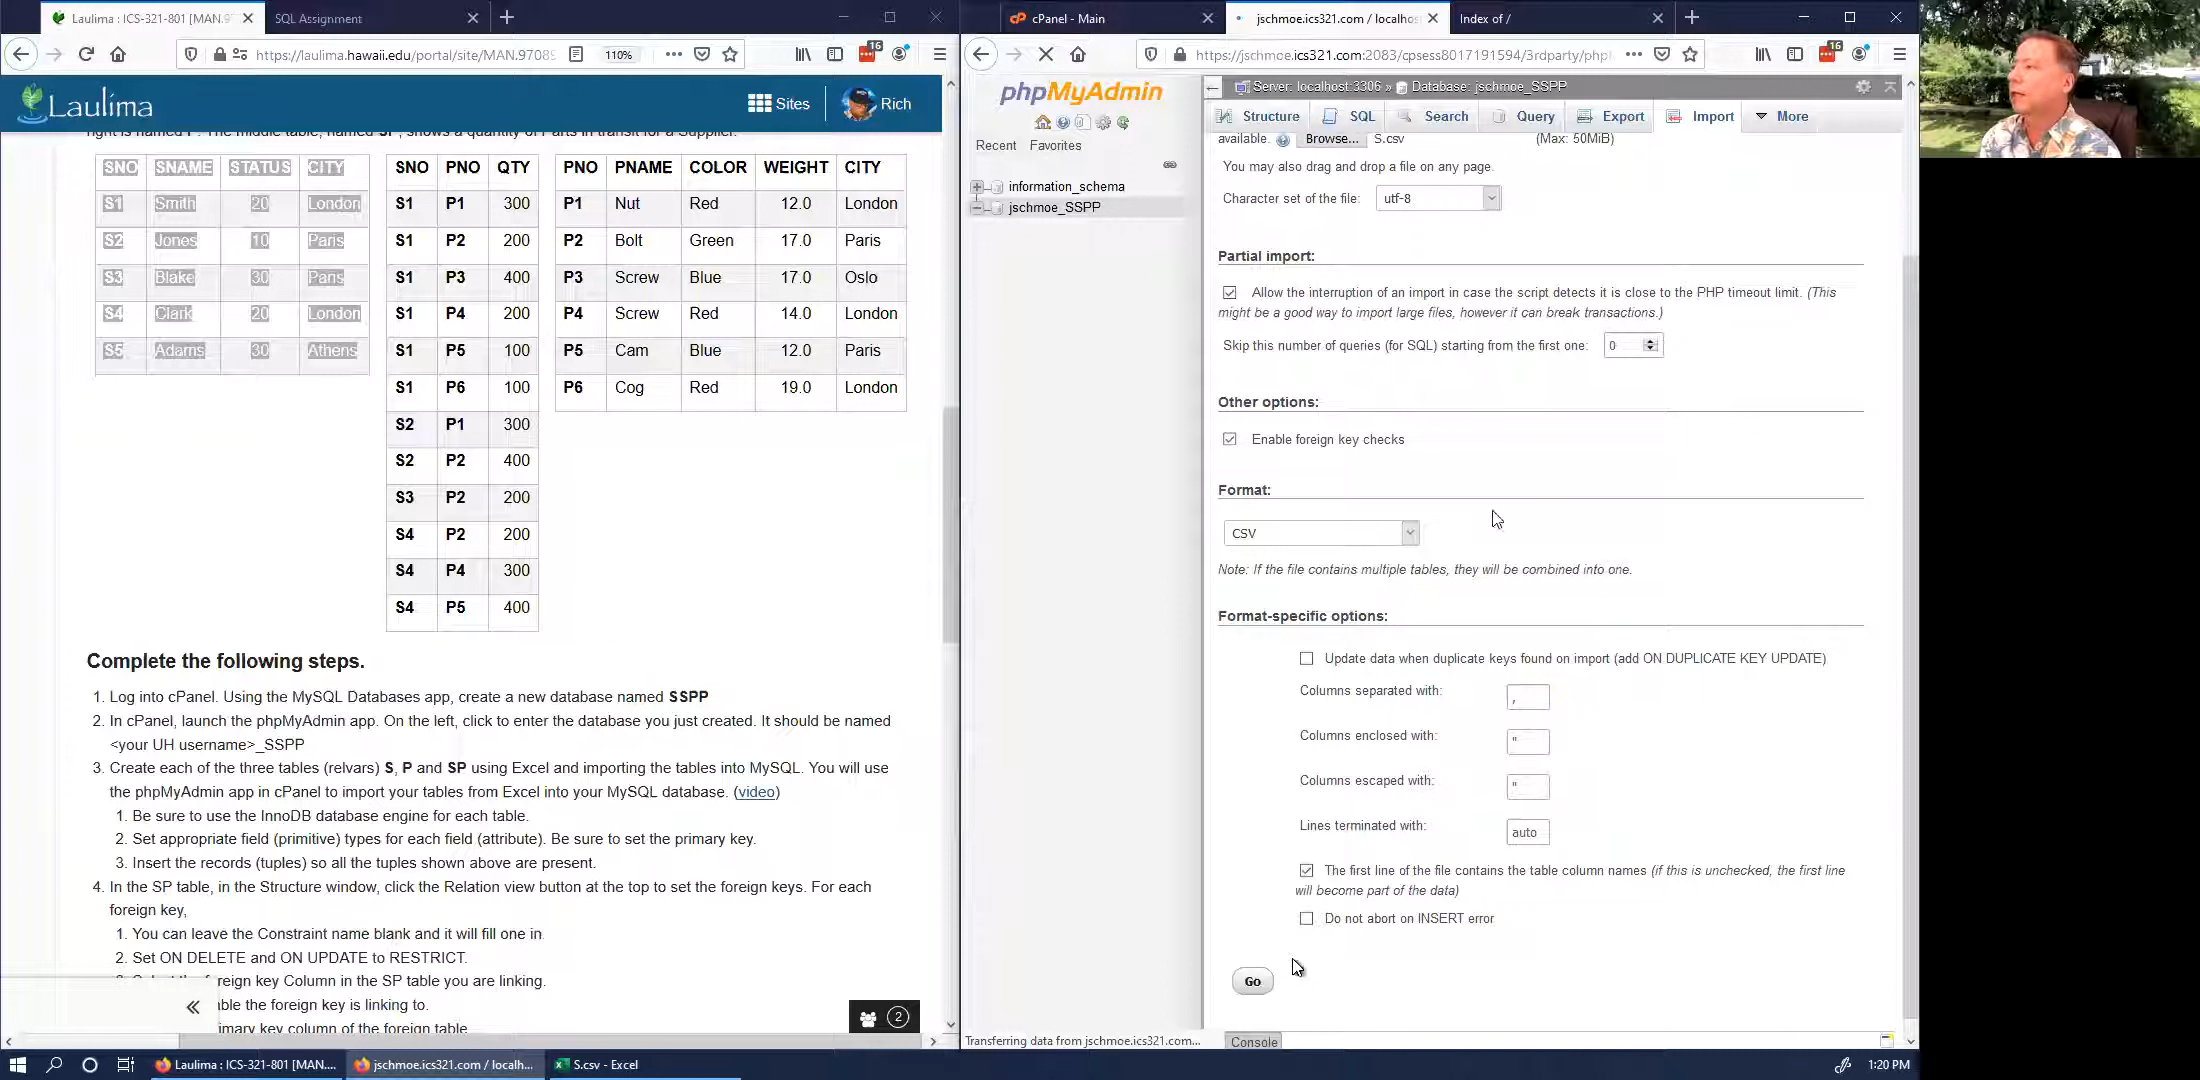 Laulima : ICS-321-801 [MAN.97
SQL Assignment
https://laulima.hawaii.edu/portal/site/MAN.97089
110%
16
Laulima
Sites
Rich
SNO SNAME STATUS CITY
S1 Smith 20 London
S2 Jones 10 Paris
S3 Blake 30 Paris
S4 Clark 20 London
S5 Adams 30 Athens
SNO PNO QTY
S1 P1 300
S1 P2 200
S1 P3 400
S1 P4 200
S1 P5 100
S1 P6 100
S2 P1 300
S2 P2 400
S3 P2 200
S4 P2 200
S4 P4 300
S4 P5 400
PNO PNAME COLOR WEIGHT CITY
P1 Nut Red 12.0 London
P2 Bolt Green 17.0 Paris
P3 Screw Blue 17.0 Oslo
P4 Screw Red 14.0 London
P5 Cam Blue 12.0 Paris
P6 Cog Red 19.0 London
Complete the following steps.
1. Log into cPanel. Using the MySQL Databases app, create a new database named SSPP
2. In cPanel, launch the phpMyAdmin app. On the left, click to enter the database you just created. It should be named
<your UH username>_SSPP
3. Create each of the three tables (relvars) S, P and SP using Excel and importing the tables into MySQL. You will use
the phpMyAdmin app in cPanel to import your tables from Excel into your MySQL database. (video)
1. Be sure to use the InnoDB database engine for each table.
2. Set appropriate field (primitive) types for each field (attribute). Be sure to set the primary key.
3. Insert the records (tuples) so all the tuples shown above are present.
4. In the SP table, in the Structure window, click the Relation view button at the top to set the foreign keys. For each
foreign key,
1. You can leave the Constraint name blank and it will fill one in.
2. Set ON DELETE and ON UPDATE to RESTRICT.
reign key Column in the SP table you are linking.
able the foreign key is linking to.
imary key column of the foreign table
2
cPanel - Main
jschmoe.ics321.com / localhos
Index of /
https://jschmoe.ics321.com:2083/cpsess8017191594/3rdparty/phpl
16
phpMyAdmin
Recent Favorites
information_schema
jschmoe_SSPP
Server: localhost:3306 » Database: jschmoe_SSPP
Structure SQL Search Query Export Import More
available. Browse... S.csv (Max: 50MiB)
You may also drag and drop a file on any page.
Character set of the file: utf-8
Partial import:
Allow the interruption of an import in case the script detects it is close to the PHP timeout limit. (This
might be a good way to import large files, however it can break transactions.)
Skip this number of queries (for SQL) starting from the first one: 0
Other options:
Enable foreign key checks
Format:
CSV
Note: If the file contains multiple tables, they will be combined into one.
Format-specific options:
Update data when duplicate keys found on import (add ON DUPLICATE KEY UPDATE)
Columns separated with: ,
Columns enclosed with: "
Columns escaped with: "
Lines terminated with: auto
The first line of the file contains the table column names (if this is unchecked, the first line
will become part of the data)
Do not abort on INSERT error
Go
Transferring data from jschmoe.ics321.com...
Console
Laulima : ICS-321-801 [MAN....
jschmoe.ics321.com / localh...
S.csv - Excel
1:20 PM